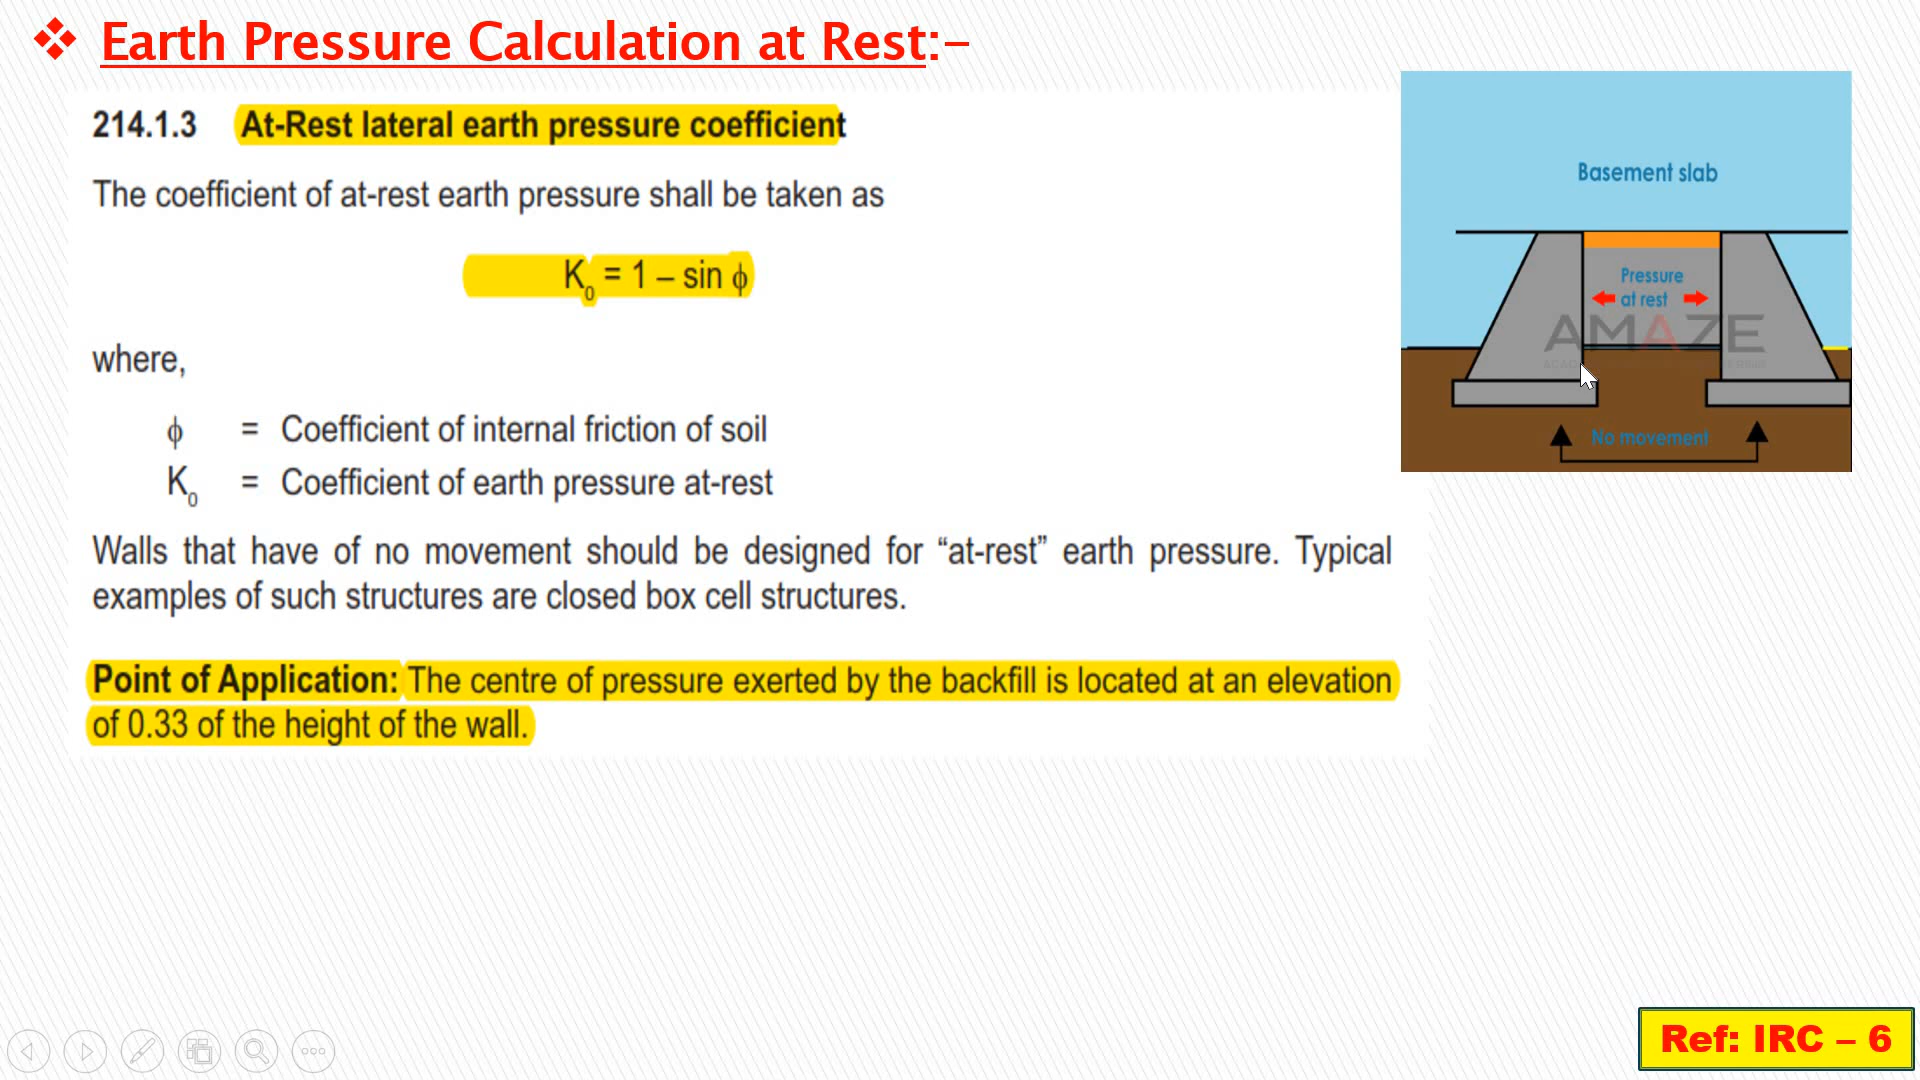 ❖ Earth Pressure Calculation at Rest:–
214.1.3 At-Rest lateral earth pressure coefficient
The coefficient of at-rest earth pressure shall be taken as
K₀ = 1 – sin ϕ
where,
ϕ = Coefficient of internal friction of soil
K₀ = Coefficient of earth pressure at-rest
Walls that have of no movement should be designed for “at-rest” earth pressure. Typical
examples of such structures are closed box cell structures.
Point of Application: The centre of pressure exerted by the backfill is located at an elevation
of 0.33 of the height of the wall.
Basement slab
Pressure
at rest
AMAZE
No movement
Ref: IRC – 6